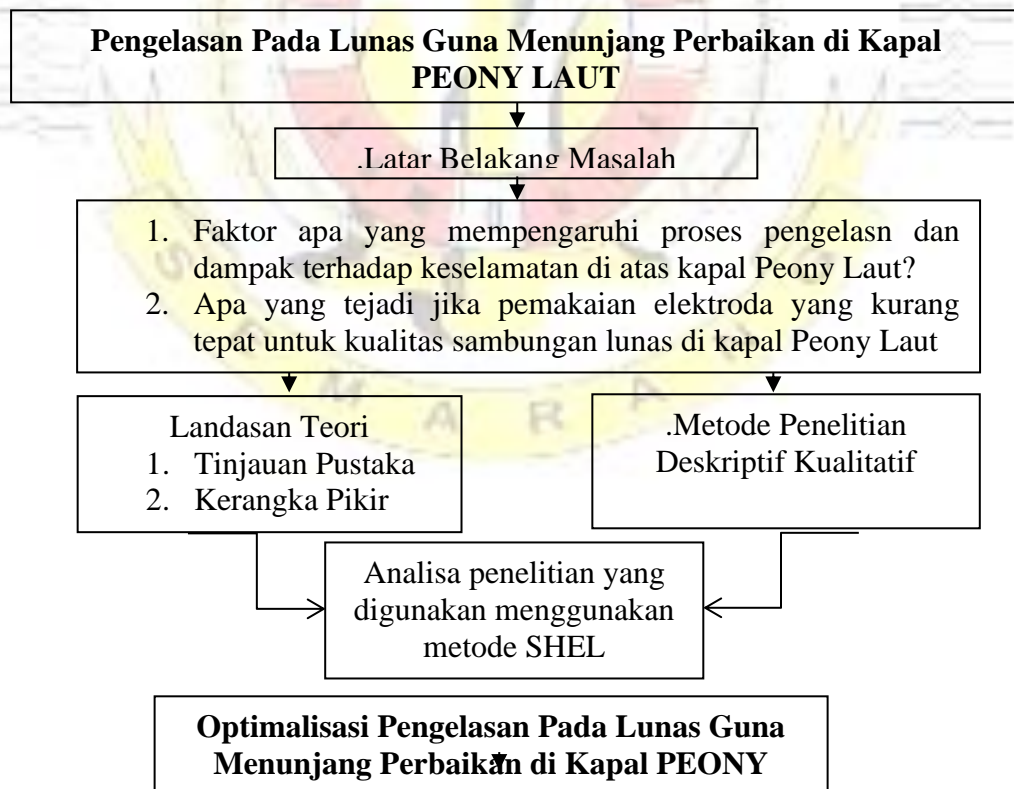 Pengelasan Pada Lunas Guna Menunjang Perbaikan di Kapal
PEONY LAUT
.Latar Belakang Masalah
1. Faktor apa yang mempengaruhi proses pengelasn dan
dampak terhadap keselamatan di atas kapal Peony Laut?
2. Apa yang tejadi jika pemakaian elektroda yang kurang
tepat untuk kualitas sambungan lunas di kapal Peony Laut
SEMARANG
Landasan Teori
1. Tinjauan Pustaka
2. Kerangka Pikir
.Metode Penelitian
Deskriptif Kualitatif
Analisa penelitian yang
digunakan menggunakan
metode SHEL
Optimalisasi Pengelasan Pada Lunas Guna
Menunjang Perbaikan di Kapal PEONY